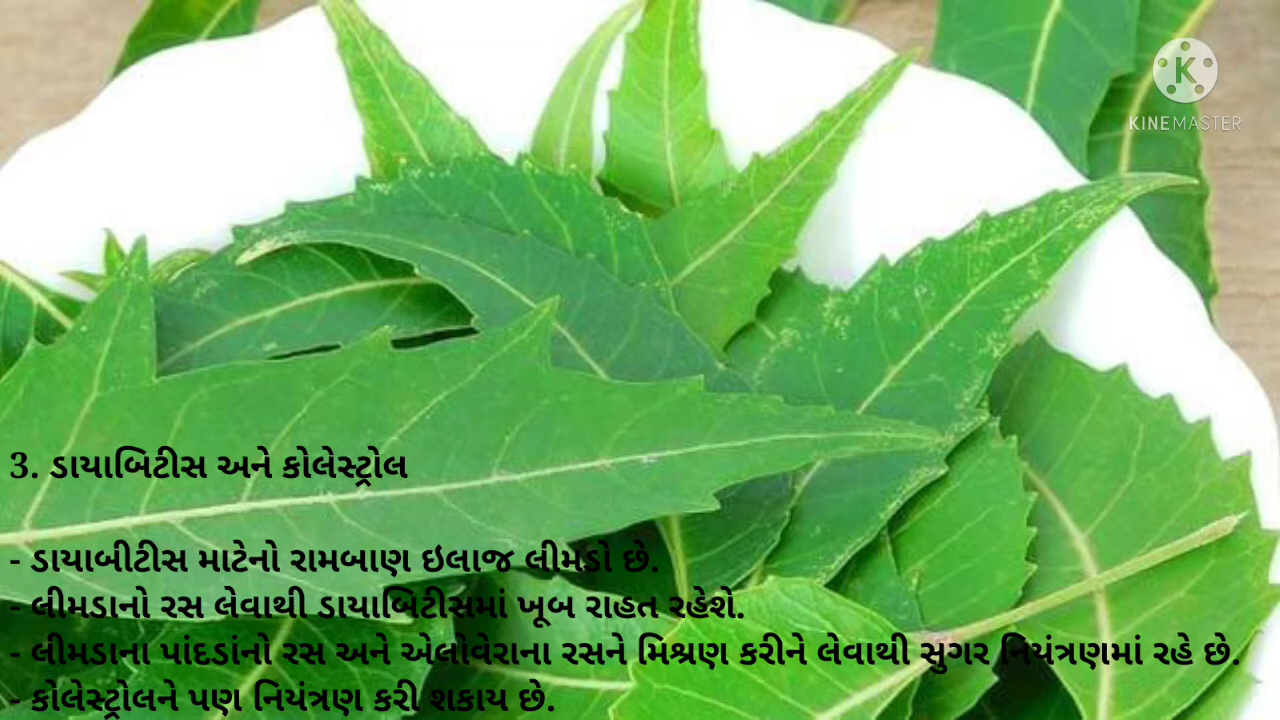 K
KINEMASTER
3. ડાયાબિટીસ અને કોલેસ્ટ્રોલ
- ડાયાબીટીસ માટેનો રામબાણ ઇલાજ લીમડો છે.
- લીમડાનો રસ લેવાથી ડાયાબિટીસમાં ખૂબ રાહત રહેશે.
- લીમડાના પાંદડાંનો રસ અને એલોવેરાના રસને મિશ્રણ કરીને લેવાથી સુગર નિયંત્રણમાં રહે છે.
- કોલેસ્ટ્રોલને પણ નિયંત્રણ કરી શકાય છે.